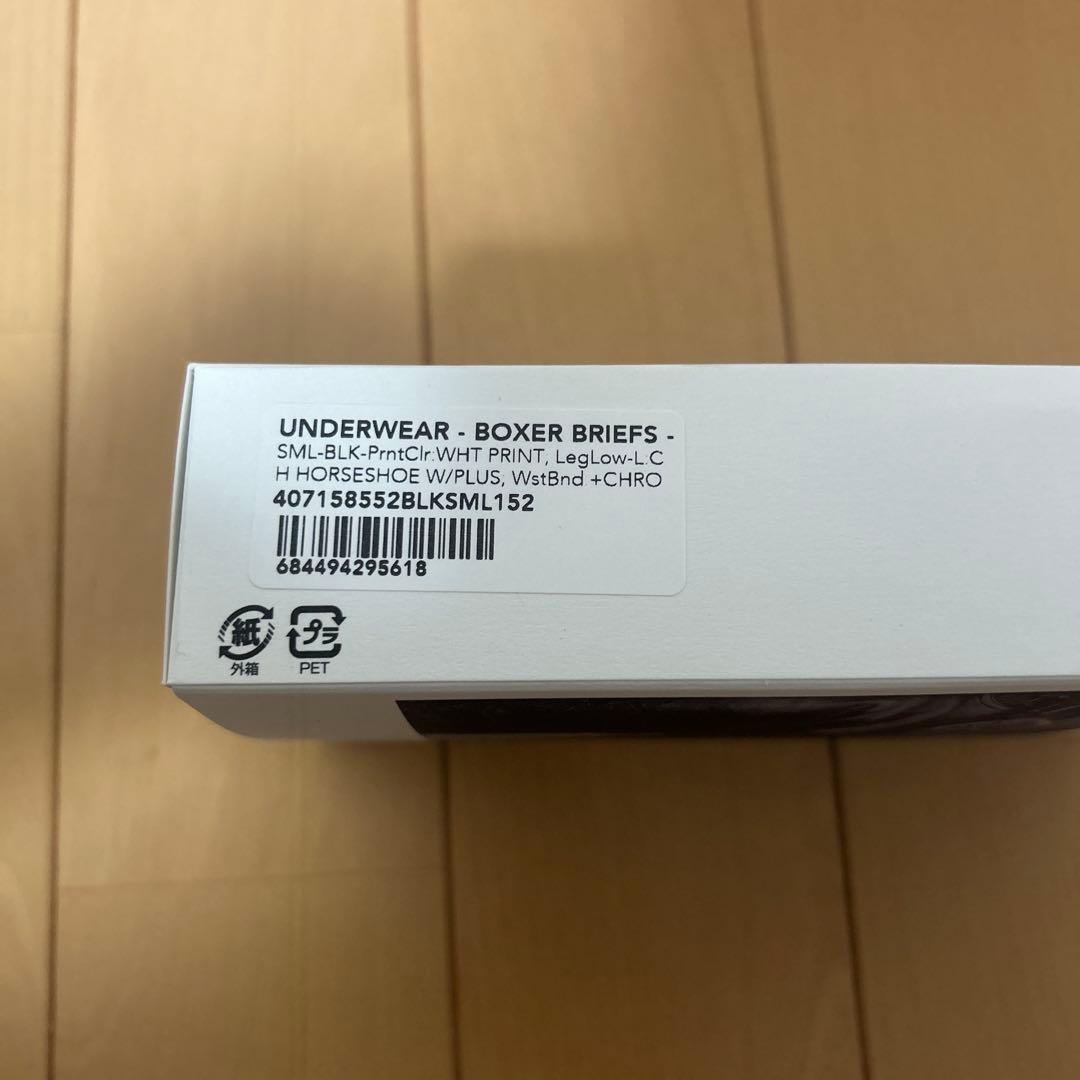 UNDERWEAR - BOXER BRIEFS -
SML-BLK-PrntClr:WHT PRINT, LegLow-L:C
H HORSESHOE W/PLUS, WstBnd +CHRO
407158552BLKSML152
684494295618
紙 プラ
外箱 PET